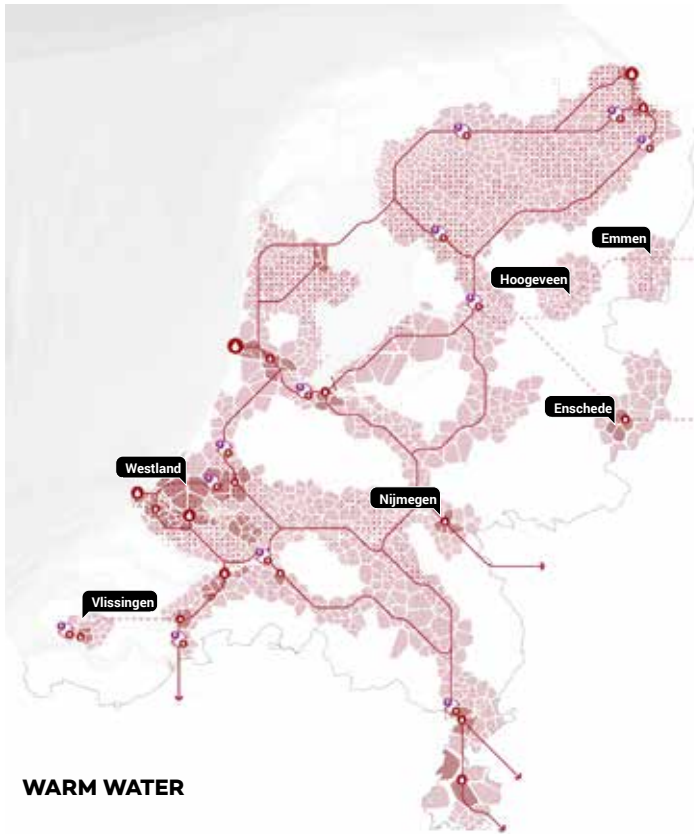 Emmen
Hoogeveen
Enschede
Westland
Nijmegen
Vlissingen
WARM WATER